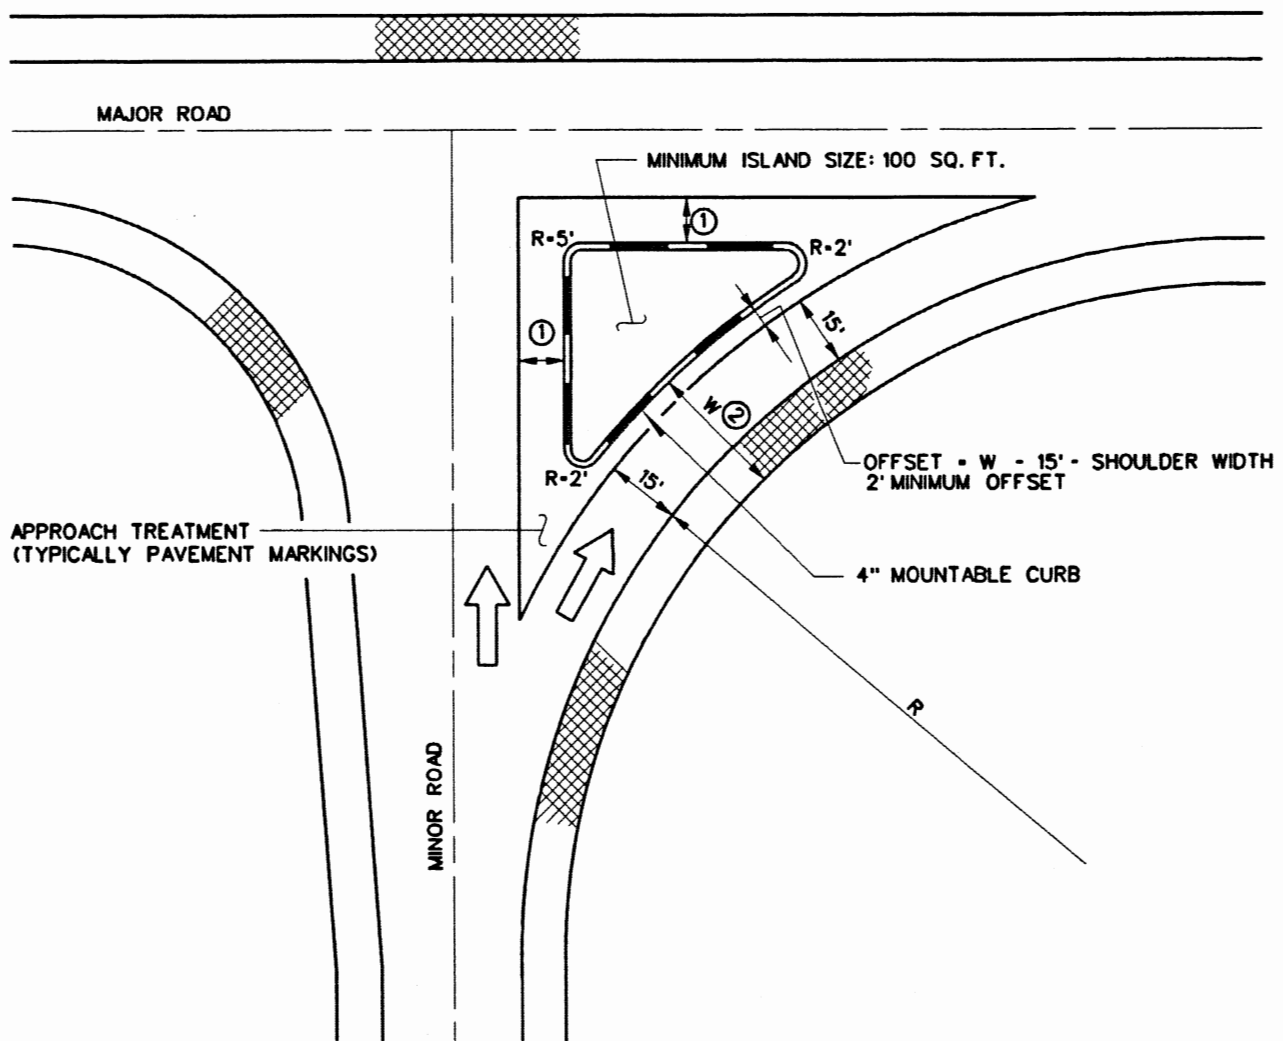 MAJOR ROAD
MINIMUM ISLAND SIZE: 100 SQ. FT.
①
R=5'
R=2'
①
15'
W ②
OFFSET = W - 15' - SHOULDER WIDTH
2' MINIMUM OFFSET
R=2'
15'
APPROACH TREATMENT
(TYPICALLY PAVEMENT MARKINGS)
4" MOUNTABLE CURB
R
MINOR ROAD